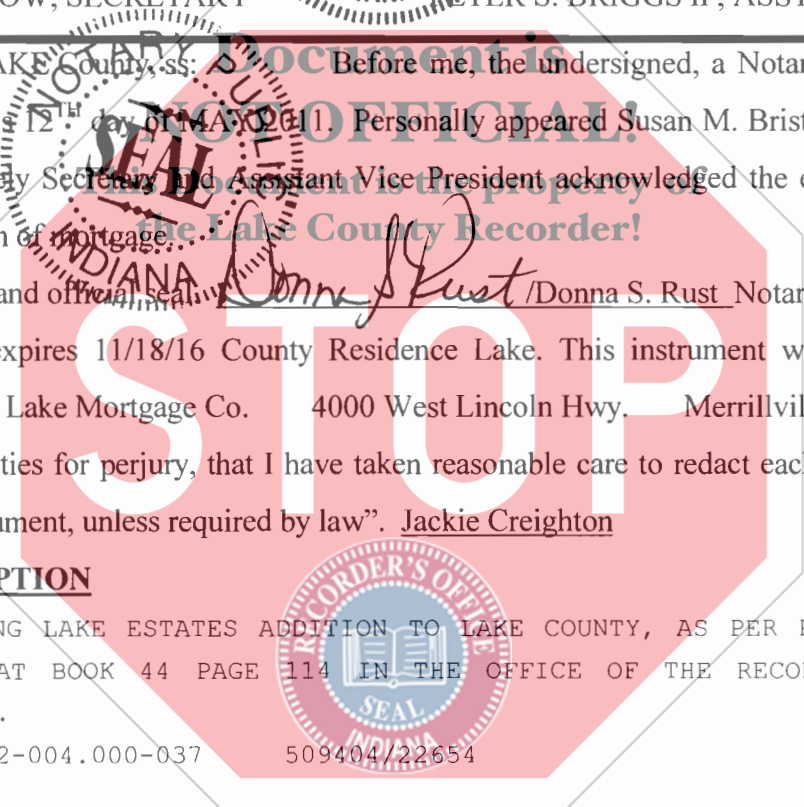 OW, SECRETARY PETER S. BRIGGS II, ASST
AKE County, ss: Before me, the undersigned, a Notar
s 12TH day of MAY 2011. Personally appeared Susan M. Brist
ly Secretary and Assistant Vice President acknowledged the e
n of mortgage.
and official seal. Donna S Rust /Donna S. Rust Notar
expires 11/18/16 County Residence Lake. This instrument w
Lake Mortgage Co. 4000 West Lincoln Hwy. Merrillvil
ties for perjury, that I have taken reasonable care to redact each
ument, unless required by law”. Jackie Creighton
PTION
NG LAKE ESTATES ADDITION TO LAKE COUNTY, AS PER
AT BOOK 44 PAGE 114 IN THE OFFICE OF THE RECO
.
2-004.000-037 509404/22654
NOTARY PUBLIC
SEAL
INDIANA
Document is
NOT OFFICIAL!
This Document is the property of
the Lake County Recorder!
STOP
RECORDER'S OFFICE
SEAL
INDIANA